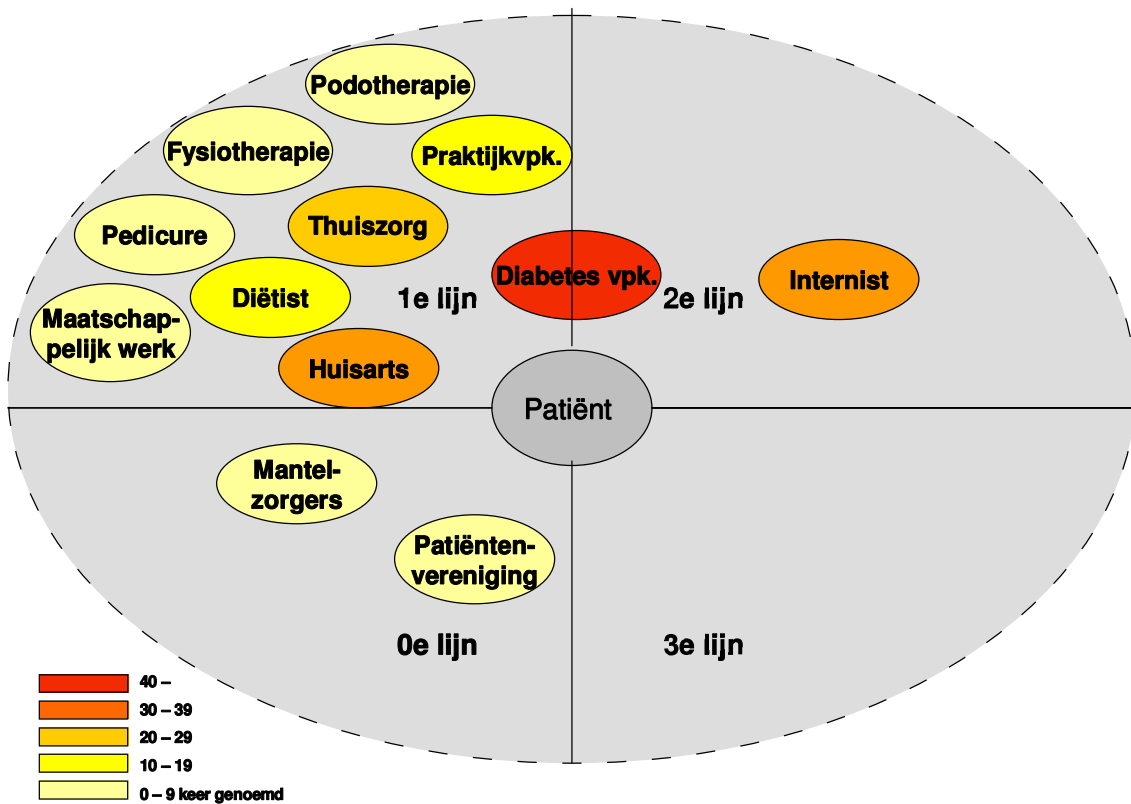 Podotherapie
Fysiotherapie
Praktijkvpk.
Pedicure
Thuiszorg
Diabetes vpk.
Internist
Diëtist
1e lijn
2e lijn
Maatschap-
pelijk werk
Huisarts
Patiënt
Mantel-
zorgers
Patiënten-
vereniging
0e lijn
3e lijn
40 –
30 – 39
20 – 29
10 – 19
0 – 9 keer genoemd